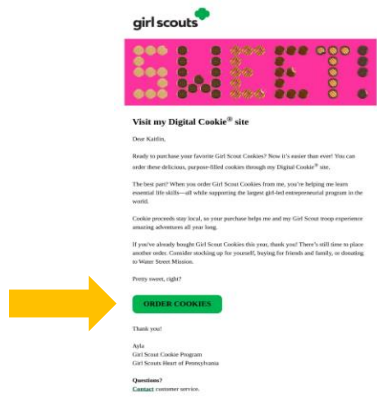 girl scouts
SWEET!
Visit my Digital Cookie® site
Dear Kaitlin,
Ready to purchase your favorite Girl Scout Cookies? Now it's easier than ever! You can
order these delicious, purpose-filled cookies through my Digital Cookie® site.
The best part? When you order Girl Scout Cookies from me, you're helping me learn
essential life skills—all while supporting the largest girl-led entrepreneurial program in the
world.
Cookie proceeds stay local, so your purchase helps me and my Girl Scout troop experience
amazing adventures all year long.
If you've already bought Girl Scout Cookies this year, thank you! There's still time to place
another order. Consider stocking up for yourself, buying for friends and family, or donating
to Water Street Mission.
Pretty sweet, right?
ORDER COOKIES
Thank you!
Ayla
Girl Scout Cookie Program
Girl Scouts Heart of Pennsylvania
Questions?
Contact customer service.